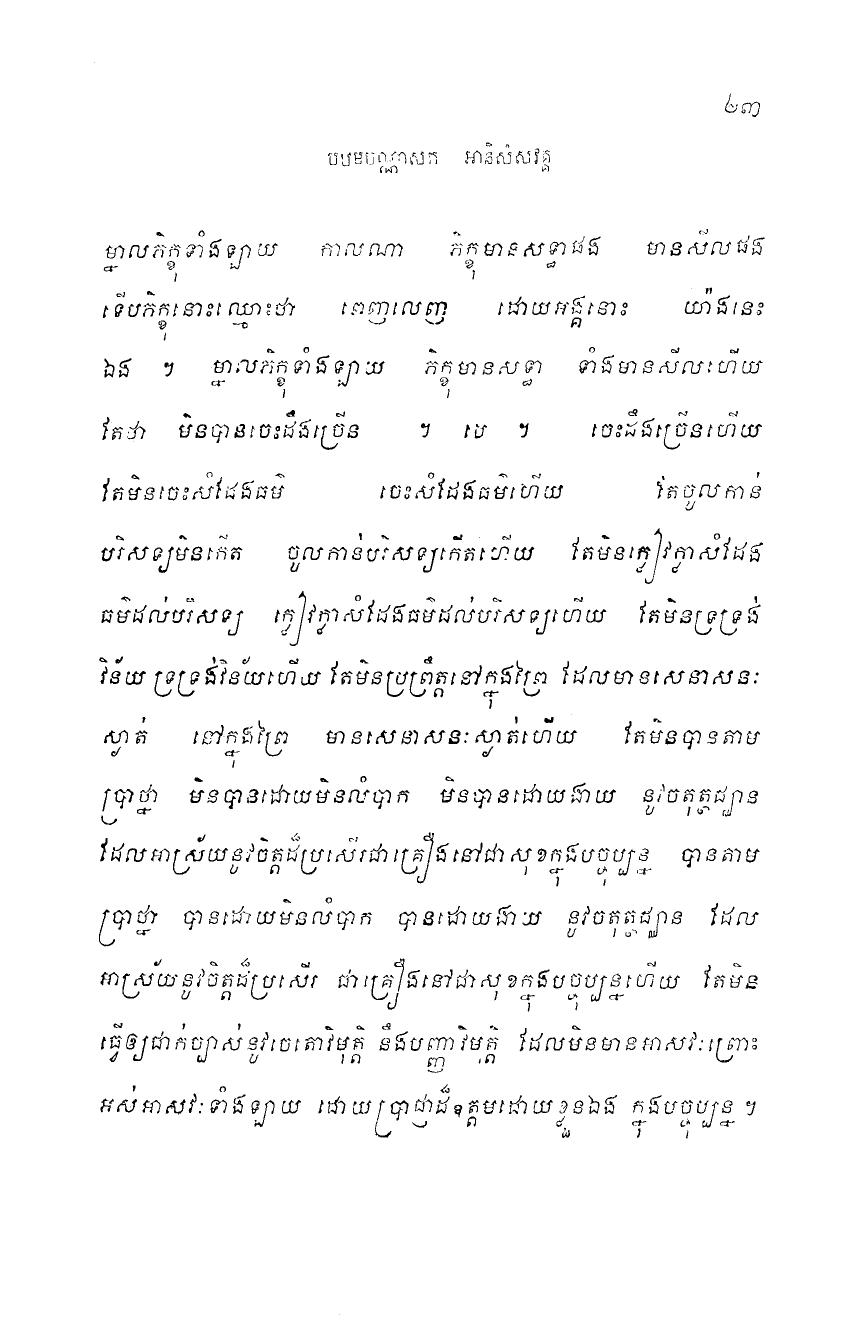 ២៣
បឋមបណ្ណាសក អានិសំសវគ្គ
ម្នាលភិក្ខុទាំងឡាយ កាលណា ភិក្ខុមានសទ្ធាផង មានសីលផង
ទើបភិក្ខុនោះឈ្មោះថា ពេញលេញ ដោយអង្គនោះ យ៉ាងនេះ
ឯង ។ ម្នាលភិក្ខុទាំងឡាយ ភិក្ខុមានសទ្ធា ទាំងមានសីលហើយ
តែថា មិនបានចេះដឹងច្រើន ។ បេ ។ ចេះដឹងច្រើនហើយ
តែមិនចេះសំដែងធម៌ ចេះសំដែងធម៌ហើយ តែចូលកាន់
បរិសទ្យមិនកើត ចូលកាន់បរិសទ្យកើតហើយ តែមិនក្លៀវក្លាសំដែង
ធម៌ដល់បរិសទ្យ ក្លៀវក្លាសំដែងធម៌ដល់បរិសទ្យហើយ តែមិនទ្រទ្រង់
វិន័យ ទ្រទ្រង់វិន័យហើយ តែមិនប្រព្រឹត្តនៅក្នុងព្រៃ ដែលមានសេនាសនៈ
ស្ងាត់ នៅក្នុងព្រៃ មានសេនាសនៈស្ងាត់ហើយ តែមិនបានតាម
ប្រាថ្នា មិនបានដោយមិនលំបាក មិនបានដោយងាយ នូវចតុត្ថជ្ឈាន
ដែលអាស្រ័យនូវចិត្តដ៏ប្រសើរជាគ្រឿងនៅជាសុខក្នុងបច្ចុប្បន្ន បានតាម
ប្រាថ្នា បានដោយមិនលំបាក បានដោយងាយ នូវចតុត្ថជ្ឈាន ដែល
អាស្រ័យនូវចិត្តដ៏ប្រសើរ ជាគ្រឿងនៅជាសុខក្នុងបច្ចុប្បន្នហើយ តែមិន
ធ្វើឲ្យជាក់ច្បាស់នូវចេតោវិមុត្តិ នឹងបញ្ញាវិមុត្តិ ដែលមិនមានអាសវៈព្រោះ
អស់អាសវៈទាំងឡាយ ដោយប្រាជ្ញាដ៏ឧត្តមដោយខ្លួនឯង ក្នុងបច្ចុប្បន្ន ។